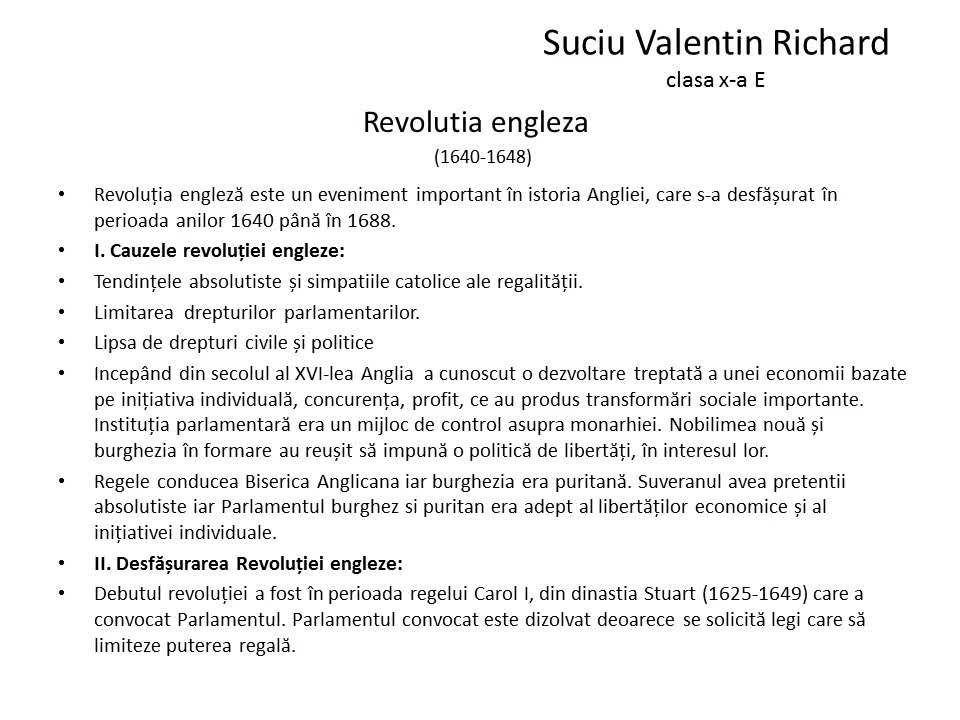 Suciu Valentin Richard
clasa x-a E
Revolutia engleza
(1640-1648)
• Revoluția engleză este un eveniment important în istoria Angliei, care s-a desfășurat în
perioada anilor 1640 până în 1688.
• I. Cauzele revoluției engleze:
• Tendințele absolutiste și simpatiile catolice ale regalității.
• Limitarea drepturilor parlamentarilor.
• Lipsa de drepturi civile și politice
• Incepând din secolul al XVI-lea Anglia a cunoscut o dezvoltare treptată a unei economii bazate
pe inițiativa individuală, concurența, profit, ce au produs transformări sociale importante.
Instituția parlamentară era un mijloc de control asupra monarhiei. Nobilimea nouă și
burghezia în formare au reușit să impună o politică de libertăți, în interesul lor.
• Regele conducea Biserica Anglicana iar burghezia era puritană. Suveranul avea pretentii
absolutiste iar Parlamentul burghez si puritan era adept al libertăților economice și al
inițiativei individuale.
• II. Desfășurarea Revoluției engleze:
• Debutul revoluției a fost în perioada regelui Carol I, din dinastia Stuart (1625-1649) care a
convocat Parlamentul. Parlamentul convocat este dizolvat deoarece se solicită legi care să
limiteze puterea regală.